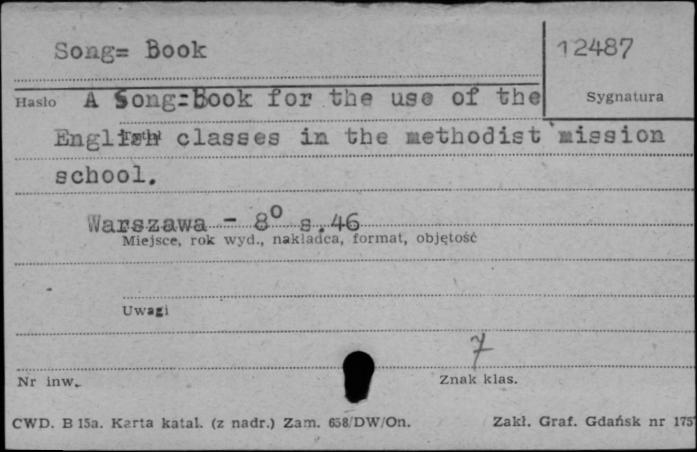 Song= Book
12487
Hasło A Song=Book for the use of the
Sygnatura
English classes in the methodist mission
school.
Warszawa - 8° s.46
Miejsce, rok wyd., nakładca, format, objętość
Uwagi
7
Nr inw.
Znak klas.
CWD. B 15a. Karta katal. (z nadr.) Zam. 658/DW/On.
Zakł. Graf. Gdańsk nr 175